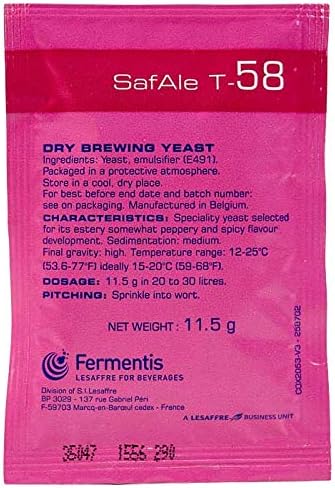 SafAle T-58
DRY BREWING YEAST
Ingredients: Yeast, emulsifier (E491).
Packaged in a protective atmosphere.
Store in a cool, dry place.
For best before end date and batch number:
see on packaging. Manufactured in Belgium.
CHARACTERISTICS: Speciality yeast selected
for its estery somewhat peppery and spicy flavour
development. Sedimentation: medium.
Final gravity: high. Temperature range: 12-25°C
(53.6-77°F) ideally 15-20°C (59-68°F).
DOSAGE: 11.5 g in 20 to 30 litres.
PITCHING: Sprinkle into wort.
NET WEIGHT: 11.5 g
Fermentis
LESAFFRE FOR BEVERAGES
Division of S.I.Lesaffre
BP 3029 - 137 rue Gabriel Péri
F-59703 Marcq-en-Barœul cedex - France
A LESAFFRE BUSINESS UNIT
35047 1556 290